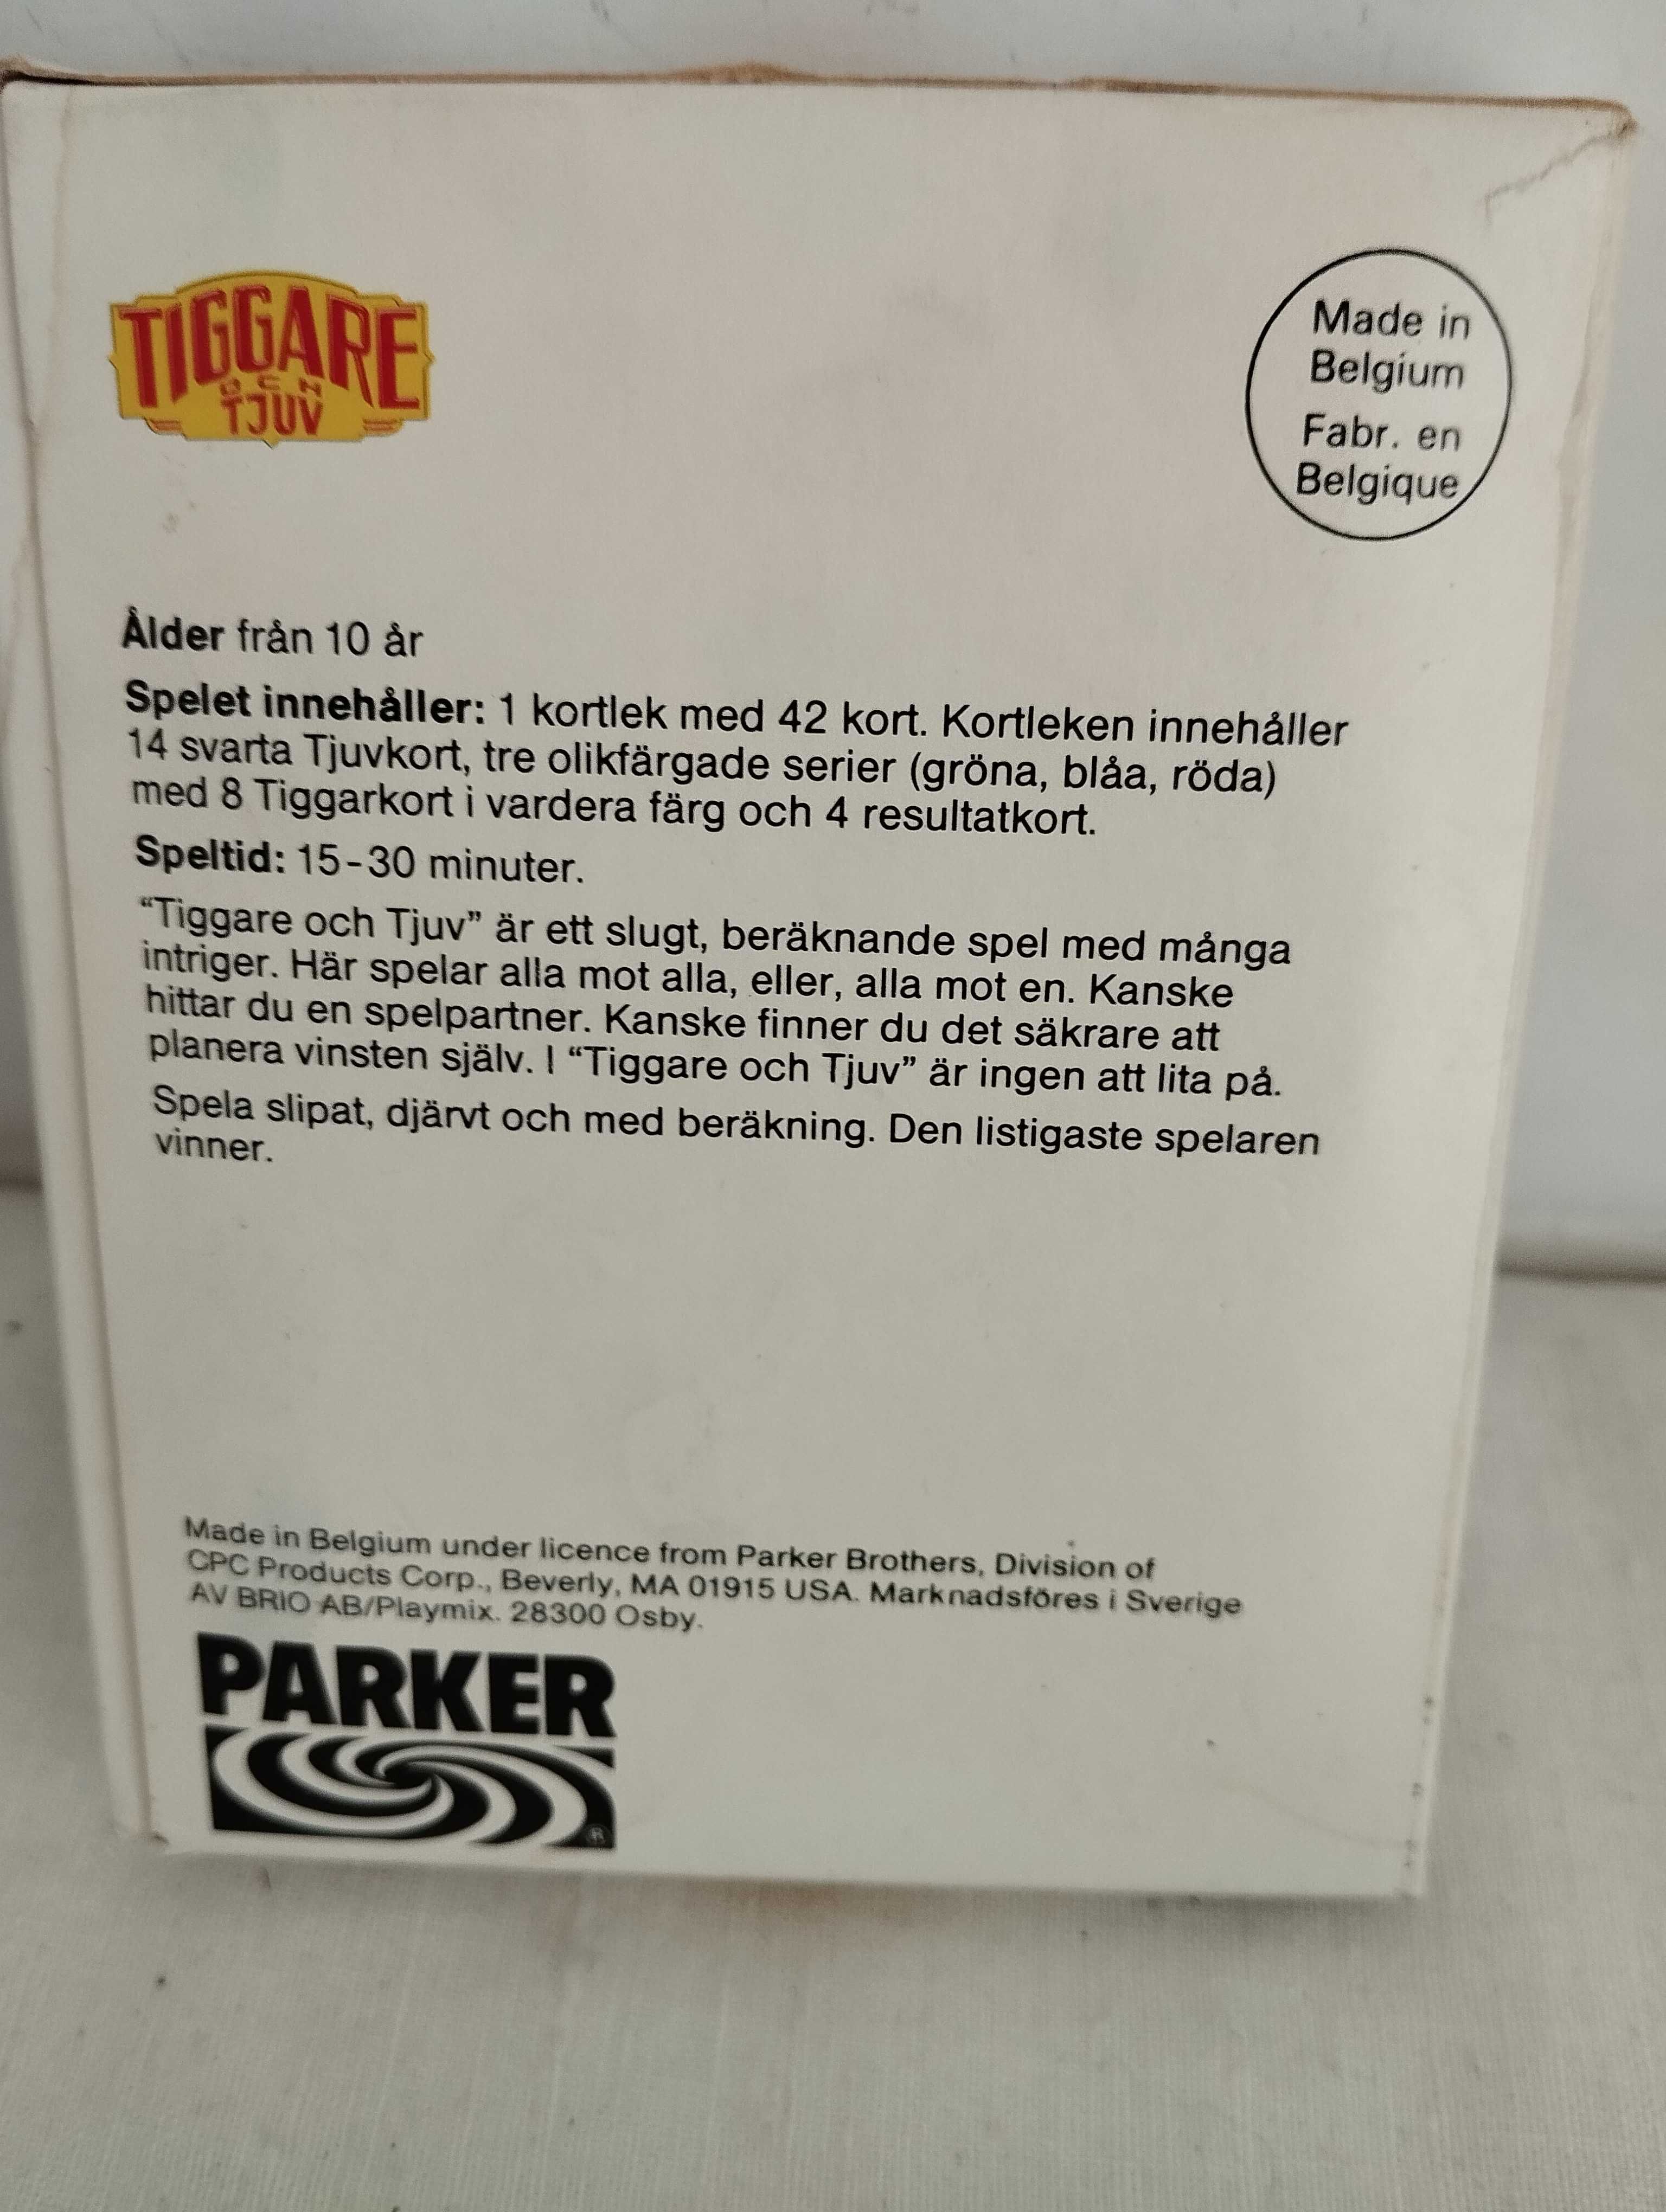 TIGGARE
OCH
TJUV
Made in
Belgium
Fabr. en
Belgique
Ålder från 10 år
Spelet innehåller: 1 kortlek med 42 kort. Kortleken innehåller
14 svarta Tjuvkort, tre olikfärgade serier (gröna, blåa, röda)
med 8 Tiggarkort i vardera färg och 4 resultatkort.
Speltid: 15-30 minuter.
“Tiggare och Tjuv” är ett slugt, beräknande spel med många
intriger. Här spelar alla mot alla, eller, alla mot en. Kanske
hittar du en spelpartner. Kanske finner du det säkrare att
planera vinsten själv. I “Tiggare och Tjuv” är ingen att lita på.
Spela slipat, djärvt och med beräkning. Den listigaste spelaren
vinner.
Made in Belgium under licence from Parker Brothers, Division of
CPC Products Corp., Beverly, MA 01915 USA. Marknadsföres i Sverige
AV BRIO AB/Playmix. 28300 Osby.
PARKER
®